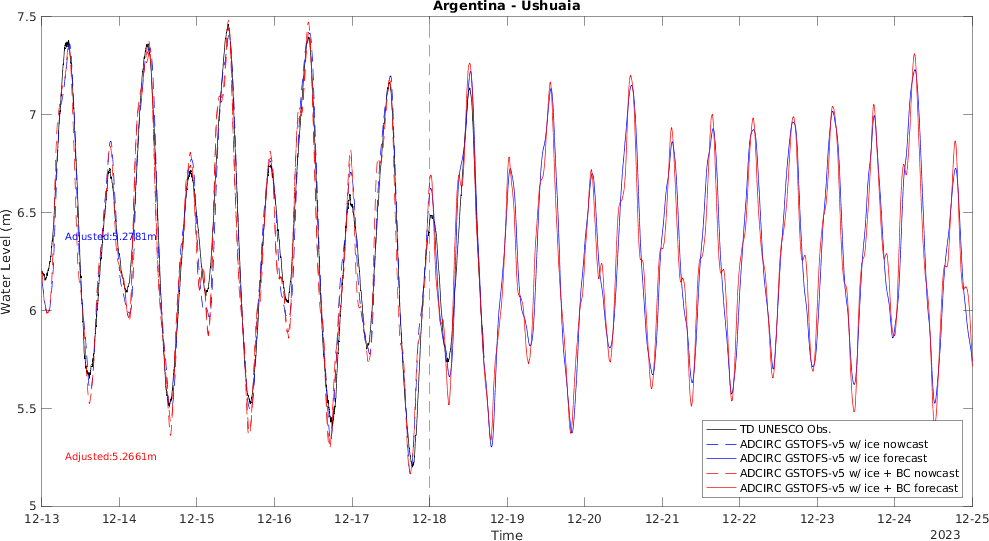 Argentina - Ushuaia
Water Level (m)
7.5
7
6.5
6
5.5
5
Adjusted:5.2781m
Adjusted:5.2661m
TD UNESCO Obs.
ADCIRC GSTOFS-v5 w/ ice nowcast
ADCIRC GSTOFS-v5 w/ ice forecast
ADCIRC GSTOFS-v5 w/ ice + BC nowcast
ADCIRC GSTOFS-v5 w/ ice + BC forecast
12-13 12-14 12-15 12-16 12-17 12-18 12-19 12-20 12-21 12-22 12-23 12-24 12-25
Time
2023